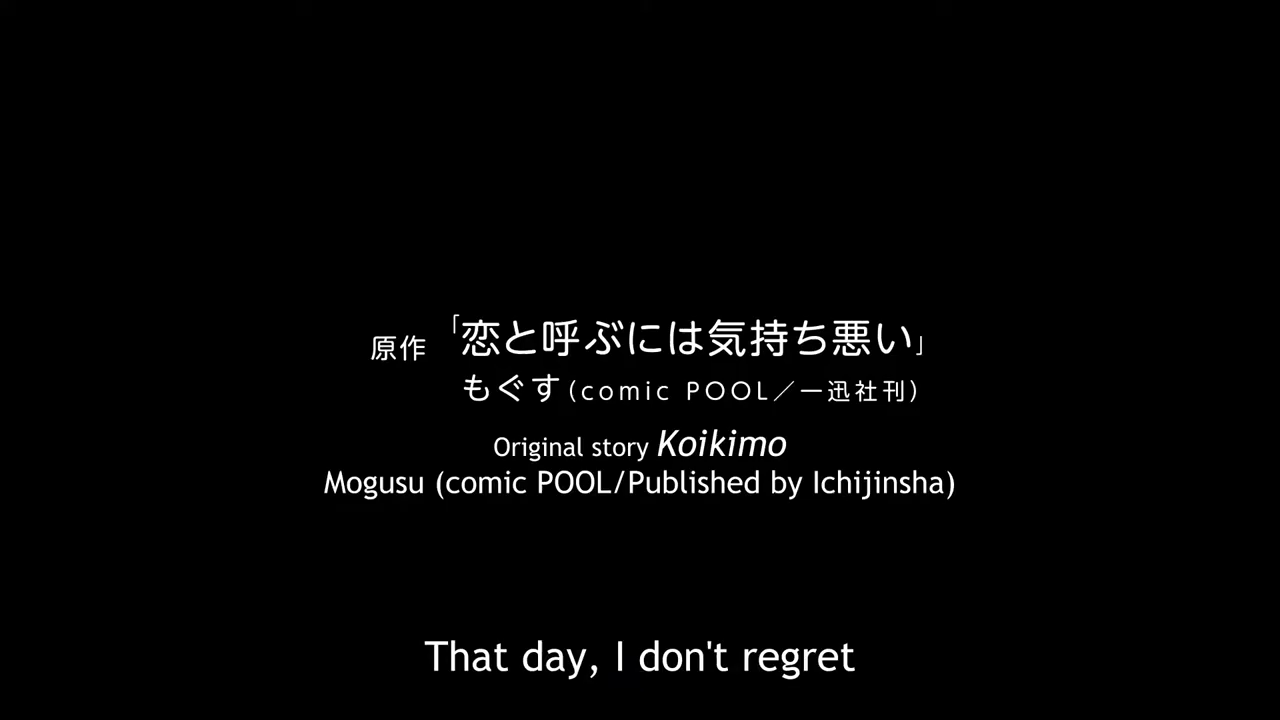 原作「恋と呼ぶには気持ち悪い」
もぐす(comic POOL/一迅社刊)
Original story Koikimo
Mogusu (comic POOL/Published by Ichijinsha)
That day, I don't regret